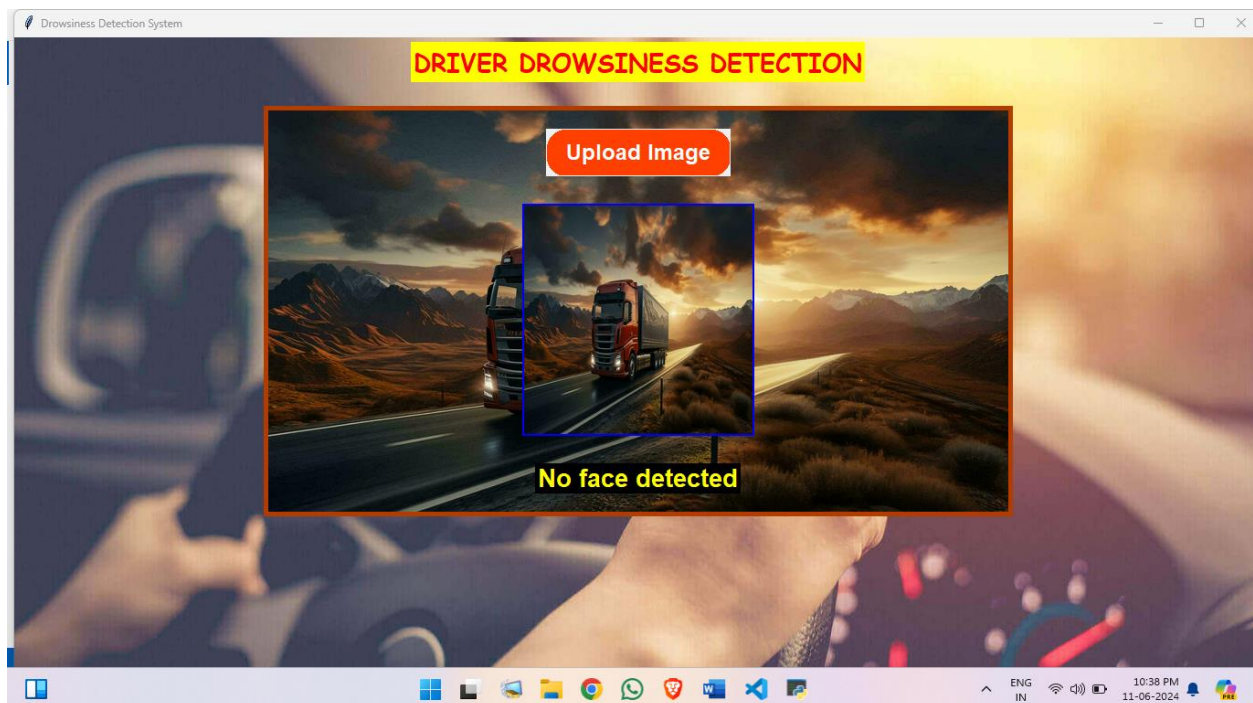 Drowsiness Detection System
DRIVER DROWSINESS DETECTION
Upload Image
No face detected
ENG
IN
10:38 PM
11-06-2024
PRE